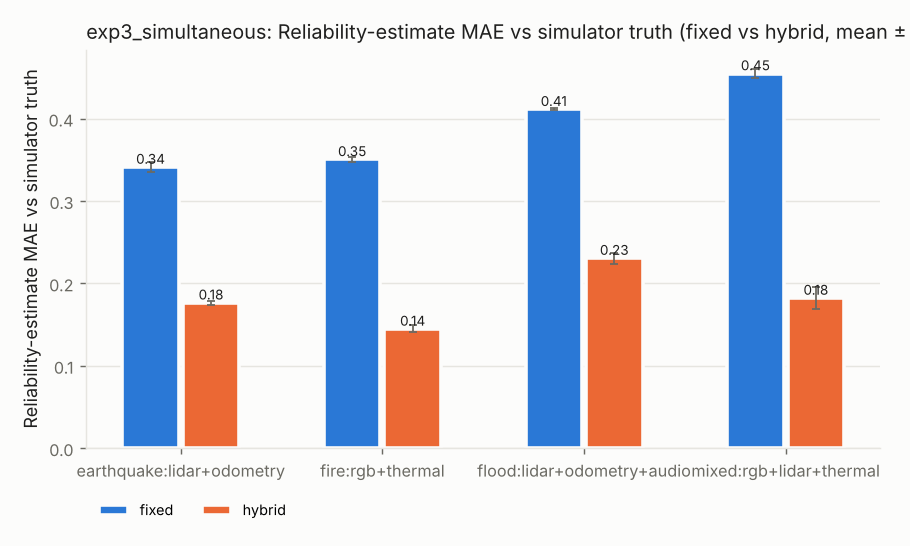 exp3_simultaneous: Reliability-estimate MAE vs simulator truth (fixed vs hybrid, mean ±
Reliability-estimate MAE vs simulator truth
0.4
0.3
0.2
0.1
0.0
0.34
0.18
0.35
0.14
0.41
0.23
0.45
0.18
earthquake:lidar+odometry
fire:rgb+thermal
flood:lidar+odometry+audio
mixed:rgb+lidar+thermal
fixed
hybrid